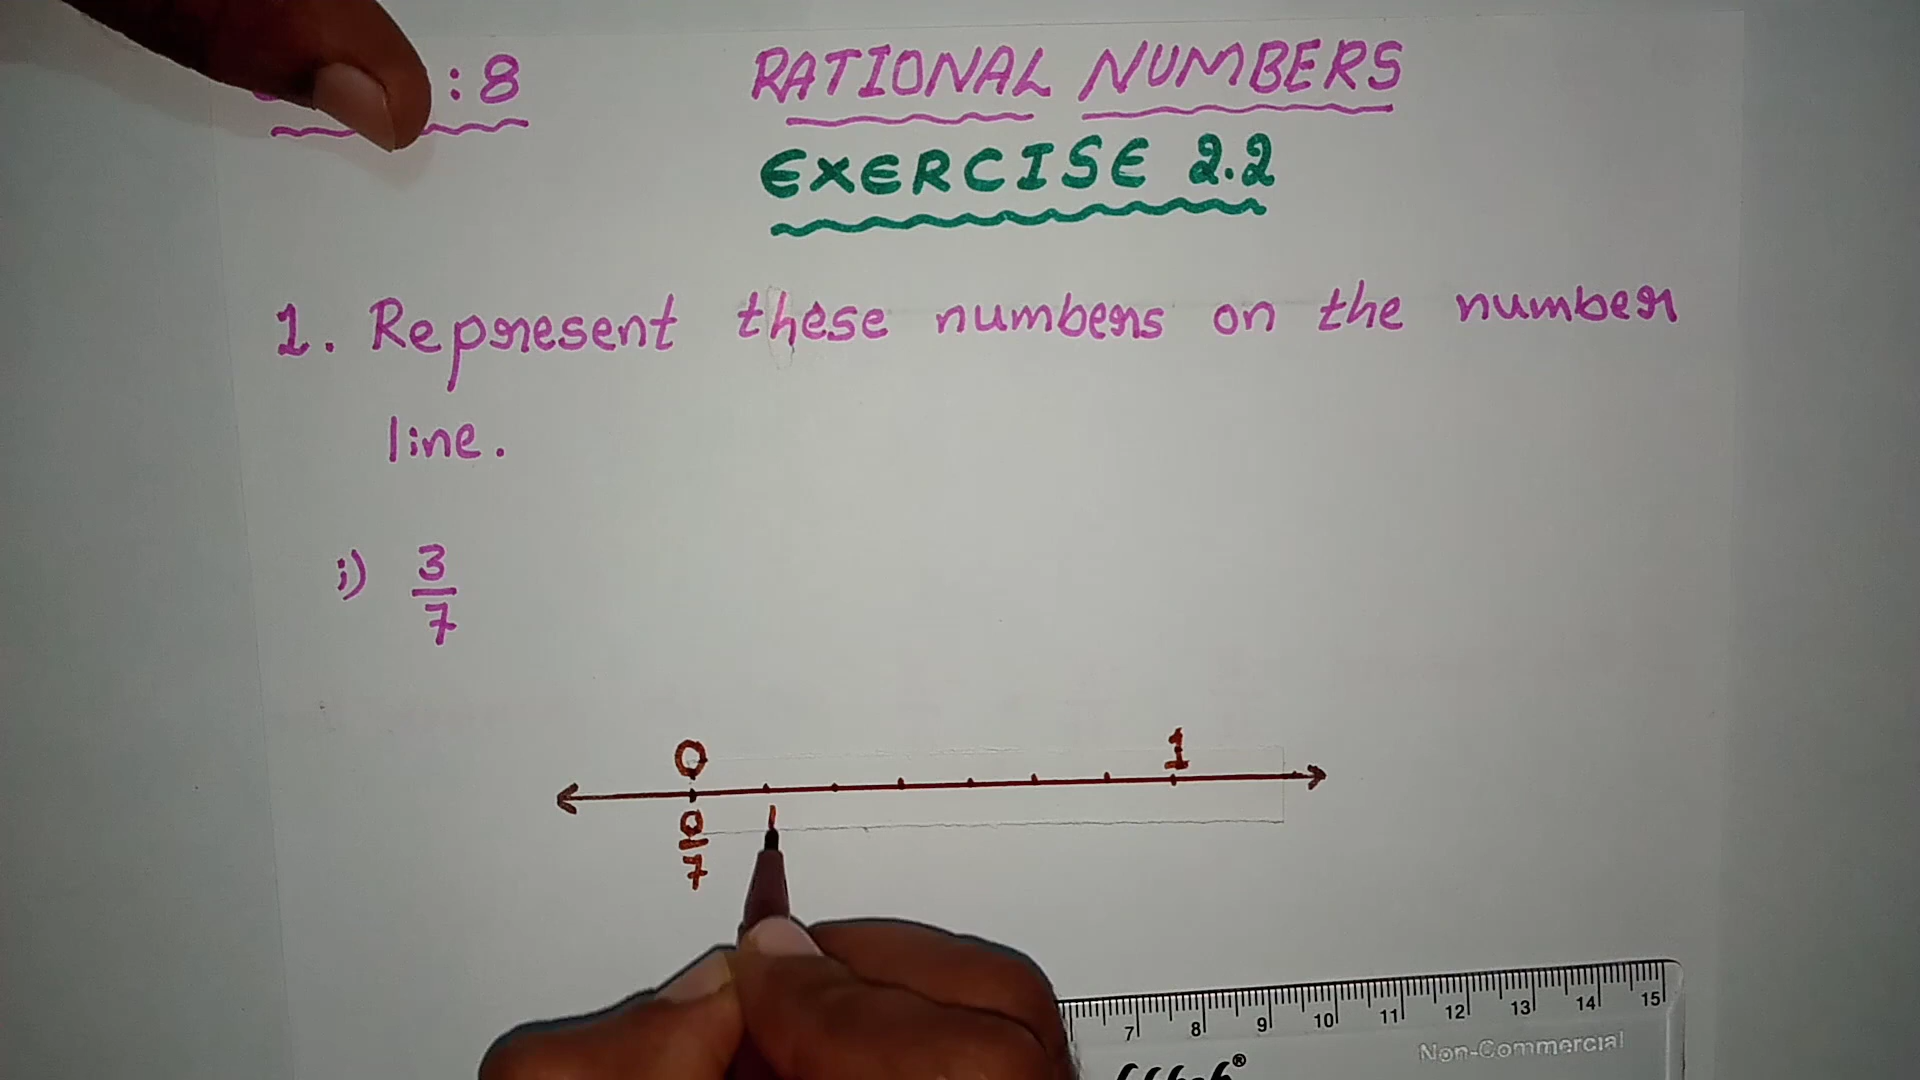 : 8
RATIONAL NUMBERS
EXERCISE 2.2
1. Represent these numbers on the number
line.
i) 3/7
0 1
0/7 1
7 8 9 10 11 12 13 14 15
Non-Commercial